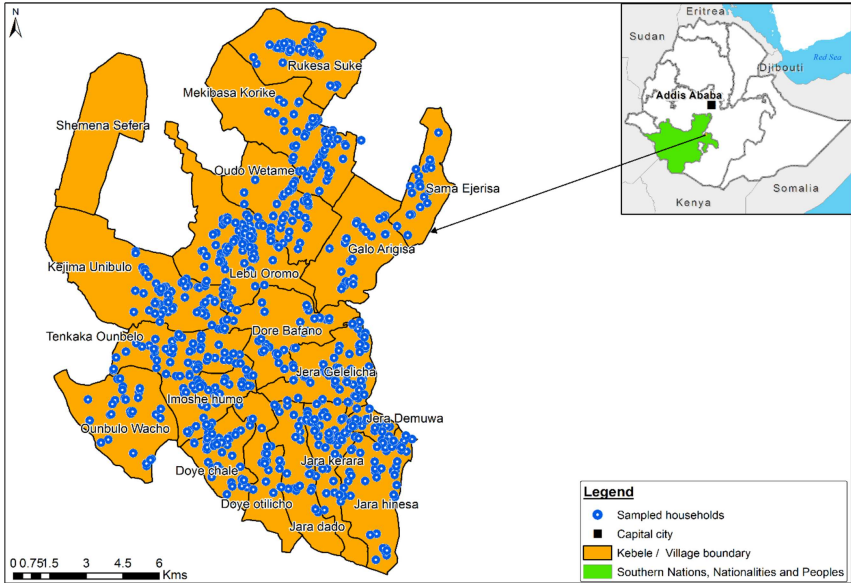 N
Rukesa Suke
Mekibasa Korike
Shemena Sefera
Oudo Wetame
Sama Ejerisa
Galo Arigisa
Kejima Unibulo
Lebu Oromo
Tenkaka Ounbelo
Dore Bafano
Jera Gelelicha
Imoshe humo
Jera Demuwa
Ounbulo Wacho
Jara kerara
Doye chale
Doye otilicho
Jara hinesa
Jara dado
0 0.751.5 3 4.5 6
Kms
Eritrea
Sudan
Red Sea
Djibouti
Addis Ababa
Somalia
Kenya
Legend
Sampled households
Capital city
Kebele / Village boundary
Southern Nations, Nationalities and Peoples